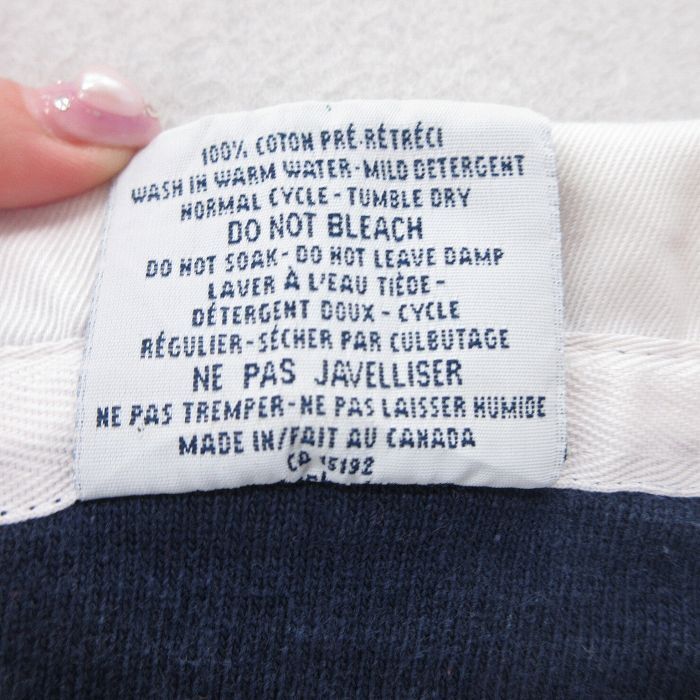 100% COTON PRÉ-RÉTRÉCI
WASH IN WARM WATER-MILD DETERGENT
NORMAL CYCLE - TUMBLE DRY
DO NOT BLEACH
DO NOT SOAK - DO NOT LEAVE DAMP
LAVER À L'EAU TIÈDE -
DÉTERGENT DOUX - CYCLE
RÉGULIER-SÉCHER PAR CULBUTAGE
NE PAS JAVELLISER
NE PAS TREMPER-NE PAS LAISSER HUMIDE
MADE IN/FAIT AU CANADA
CA 15192